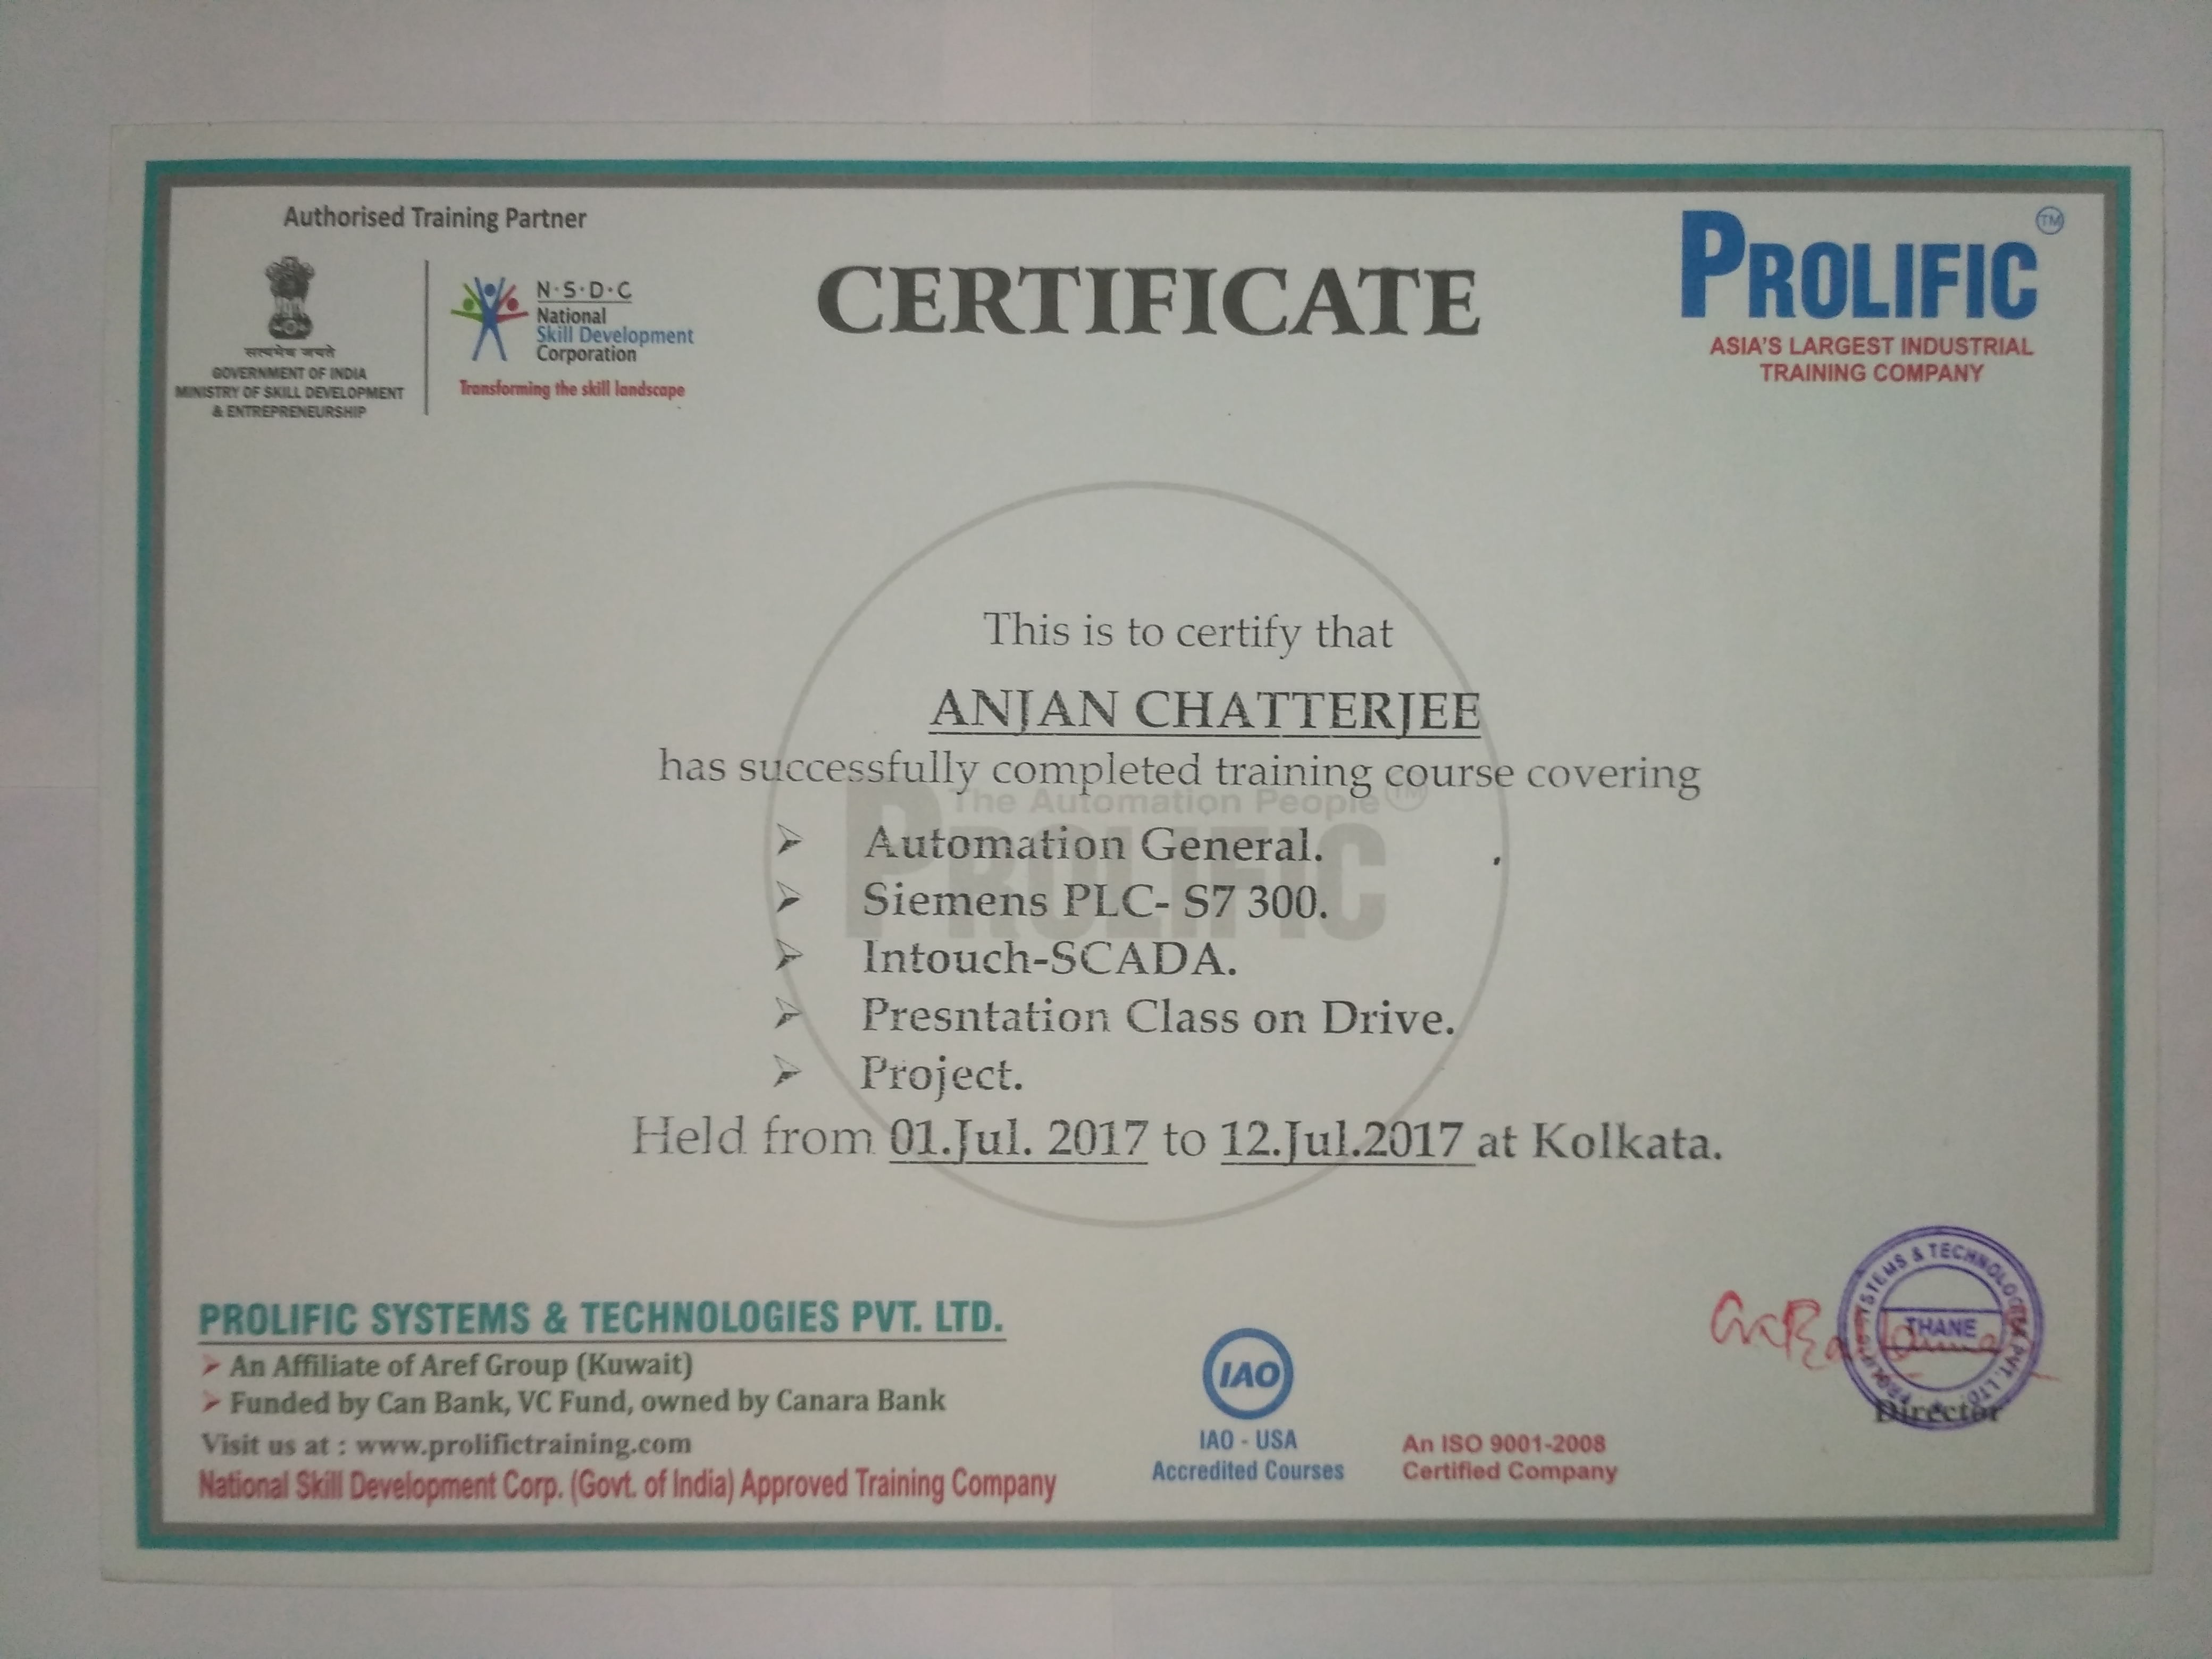 Authorised Training Partner
सत्यमेव जयते
GOVERNMENT OF INDIA
MINISTRY OF SKILL DEVELOPMENT
& ENTREPRENEURSHIP
N·S·D·C
National
Skill Development
Corporation
Transforming the skill landscape
CERTIFICATE
PROLIFIC TM
ASIA'S LARGEST INDUSTRIAL
TRAINING COMPANY
This is to certify that
ANJAN CHATTERJEE
has successfully completed training course covering
The Automation People TM
PROLIFIC
➢ Automation General.
➢ Siemens PLC- S7 300.
➢ Intouch-SCADA.
➢ Presntation Class on Drive.
➢ Project.
Held from 01.Jul. 2017 to 12.Jul.2017 at Kolkata.
PROLIFIC SYSTEMS & TECHNOLOGIES PVT. LTD.
➢ An Affiliate of Aref Group (Kuwait)
➢ Funded by Can Bank, VC Fund, owned by Canara Bank
Visit us at : www.prolifictraining.com
National Skill Development Corp. (Govt. of India) Approved Training Company
IAO
IAO - USA
Accredited Courses
An ISO 9001-2008
Certified Company
PROLIFIC SYSTEMS & TECHNOLOGIES PVT. LTD.
THANE
Director